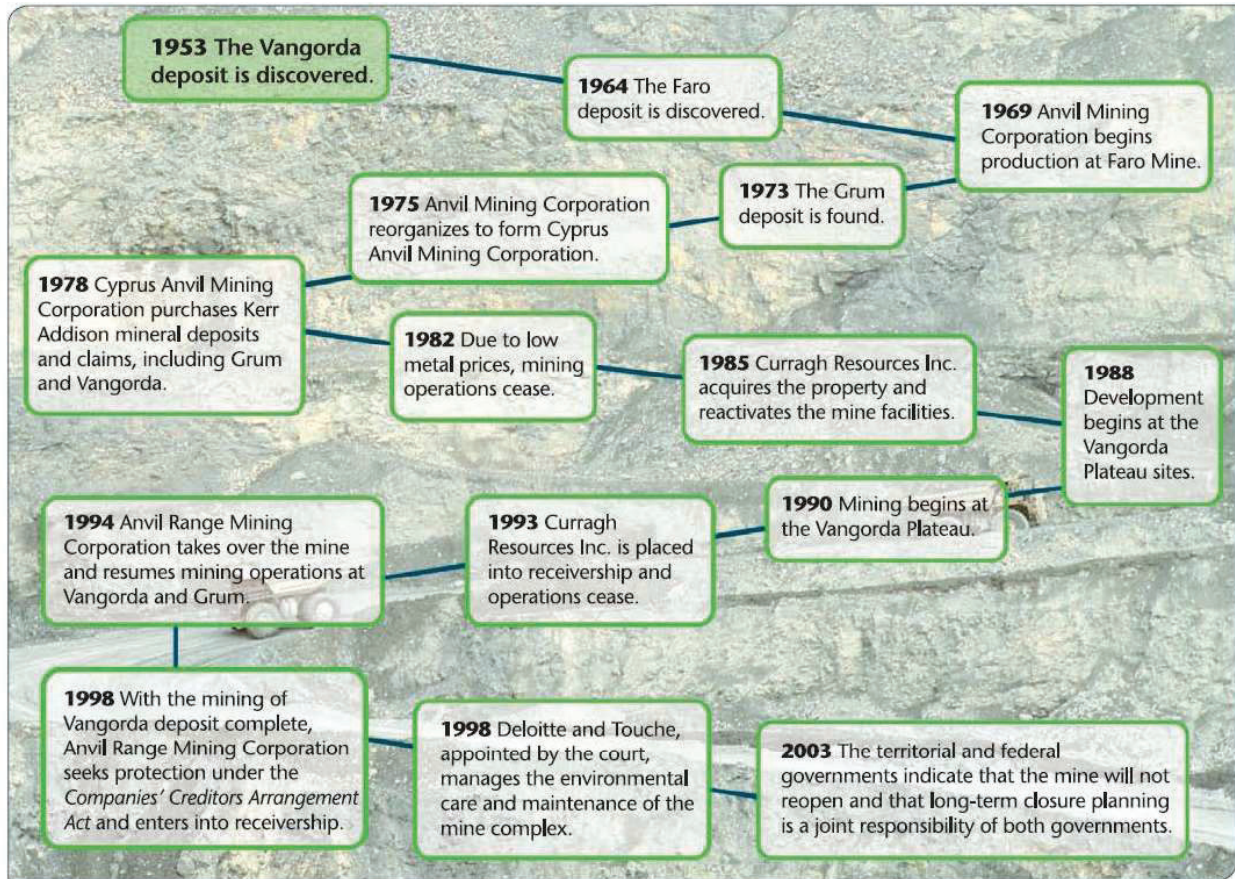 1953 The Vangorda
deposit is discovered.
1964 The Faro
deposit is discovered.
1969 Anvil Mining
Corporation begins
production at Faro Mine.
1973 The Grum
deposit is found.
1975 Anvil Mining Corporation
reorganizes to form Cyprus
Anvil Mining Corporation.
1978 Cyprus Anvil Mining
Corporation purchases Kerr
Addison mineral deposits
and claims, including Grum
and Vangorda.
1982 Due to low
metal prices, mining
operations cease.
1985 Curragh Resources Inc.
acquires the property and
reactivates the mine facilities.
1988
Development
begins at the
Vangorda
Plateau sites.
1990 Mining begins at
the Vangorda Plateau.
1993 Curragh
Resources Inc. is placed
into receivership and
operations cease.
1994 Anvil Range Mining
Corporation takes over the mine
and resumes mining operations at
Vangorda and Grum.
1998 With the mining of
Vangorda deposit complete,
Anvil Range Mining Corporation
seeks protection under the
Companies' Creditors Arrangement
Act and enters into receivership.
1998 Deloitte and Touche,
appointed by the court,
manages the environmental
care and maintenance of the
mine complex.
2003 The territorial and federal
governments indicate that the mine will not
reopen and that long-term closure planning
is a joint responsibility of both governments.